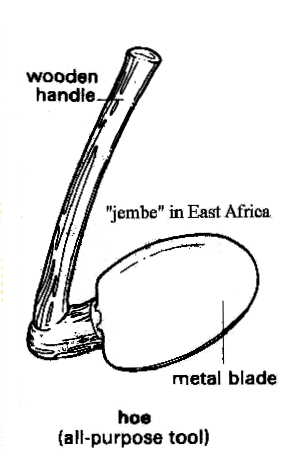 wooden
handle
"jembe" in East Africa
metal blade
hoe
(all-purpose tool)